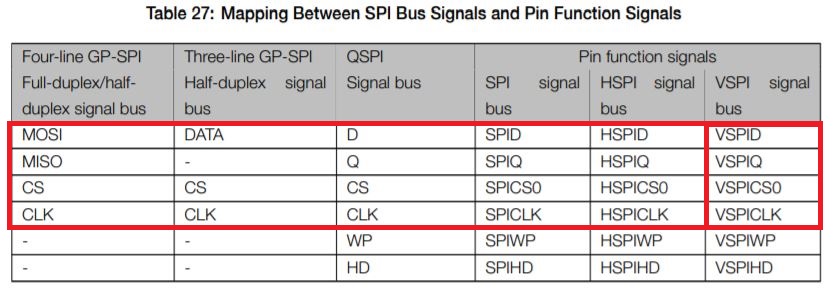 Table 27: Mapping Between SPI Bus Signals and Pin Function Signals
Four-line GP-SPI Three-line GP-SPI QSPI Pin function signals
Full-duplex/half- Half-duplex signal Signal bus SPI signal HSPI signal VSPI signal
duplex signal bus bus bus bus bus
MOSI DATA D SPID HSPID VSPID
MISO - Q SPIQ HSPIQ VSPIQ
CS CS CS SPICS0 HSPICS0 VSPICS0
CLK CLK CLK SPICLK HSPICLK VSPICLK
- - WP SPIWP HSPIWP VSPIWP
- - HD SPIHD HSPIHD VSPIHD